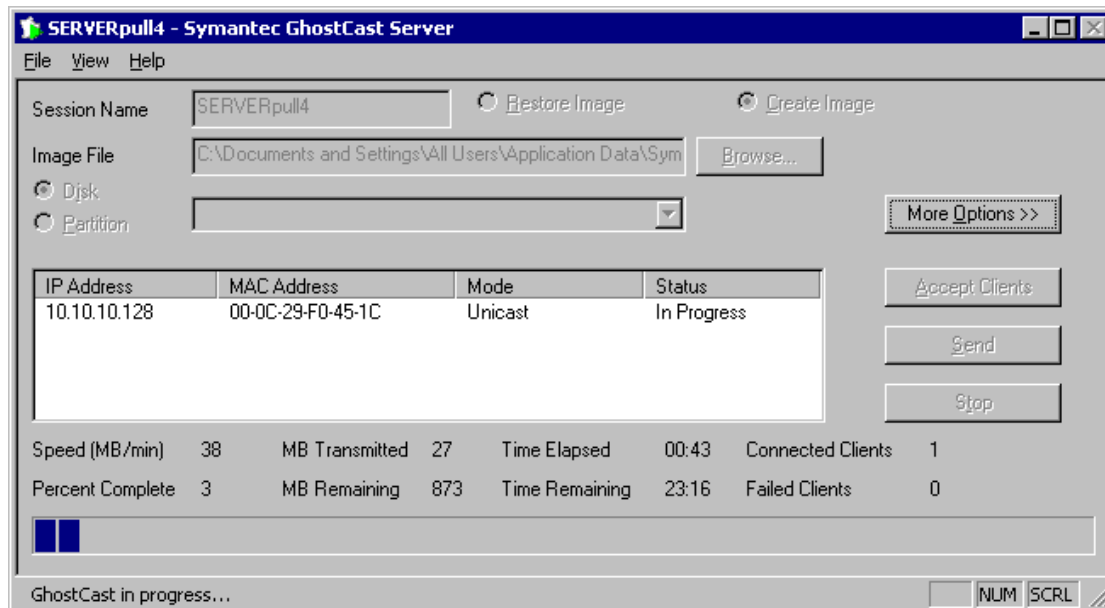 SERVERpull4 - Symantec GhostCast Server
File View Help
Session Name SERVERpull4 Restore Image Create Image
Image File C:\Documents and Settings\All Users\Application Data\Sym Browse...
Disk
Partition
More Options >>
IP Address MAC Address Mode Status
10.10.10.128 00-0C-29-F0-45-1C Unicast In Progress
Accept Clients
Send
Stop
Speed (MB/min) 38 MB Transmitted 27 Time Elapsed 00:43 Connected Clients 1
Percent Complete 3 MB Remaining 873 Time Remaining 23:16 Failed Clients 0
GhostCast in progress... NUM SCRL